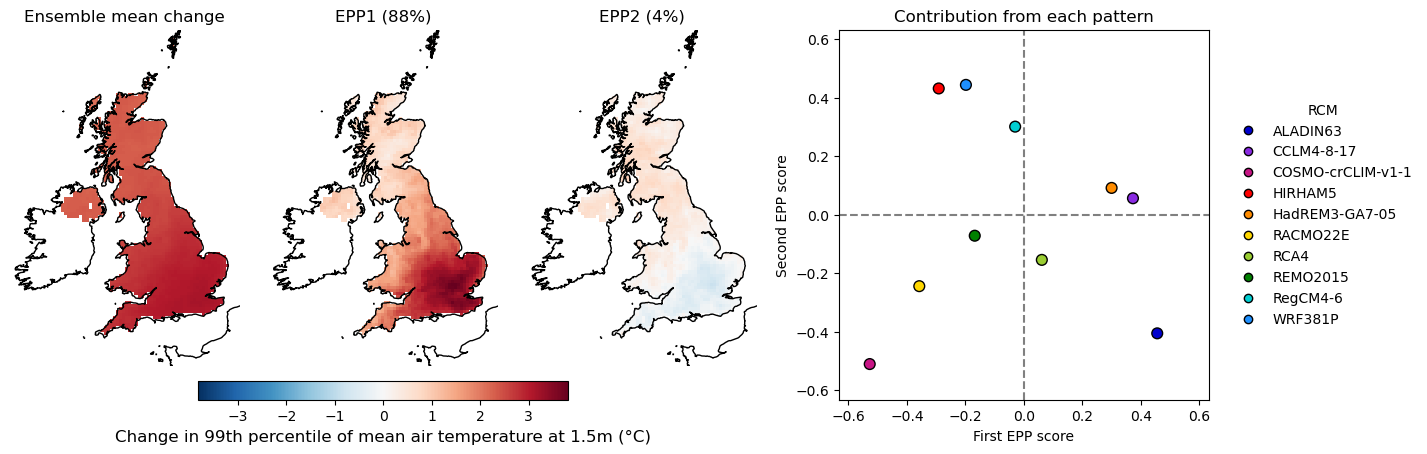 Ensemble mean change
EPP1 (88%)
EPP2 (4%)
−3 −2 −1 0 1 2 3
Change in 99th percentile of mean air temperature at 1.5m (°C)
Contribution from each pattern
Second EPP score
0.6
0.4
0.2
0.0
−0.2
−0.4
−0.6
−0.6 −0.4 −0.2 0.0 0.2 0.4 0.6
First EPP score
RCM
ALADIN63
CCLM4-8-17
COSMO-crCLIM-v1-1
HIRHAM5
HadREM3-GA7-05
RACMO22E
RCA4
REMO2015
RegCM4-6
WRF381P